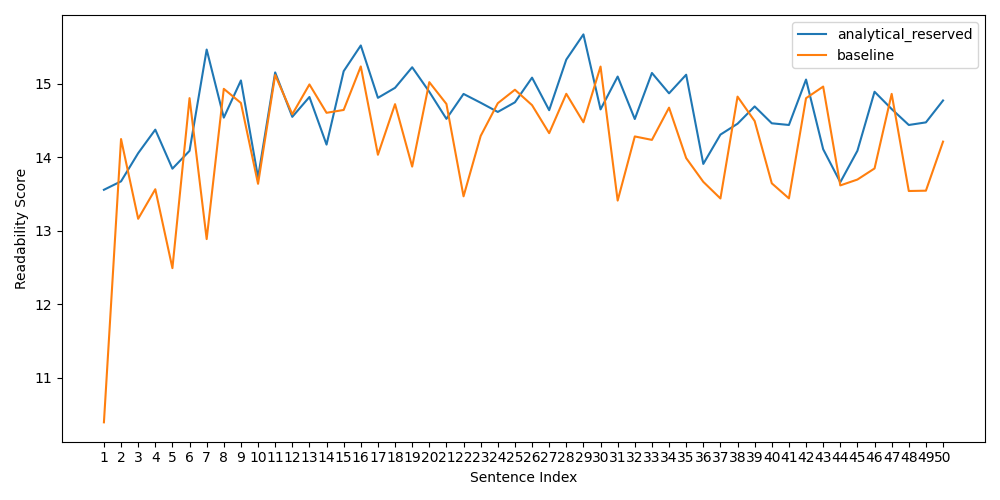 analytical_reserved
baseline
Readability Score
15
14
13
12
11
1 2 3 4 5 6 7 8 9 10 11 12 13 14 15 16 17 18 19 20 21 22 23 24 25 26 27 28 29 30 31 32 33 34 35 36 37 38 39 40 41 42 43 44 45 46 47 48 49 50
Sentence Index